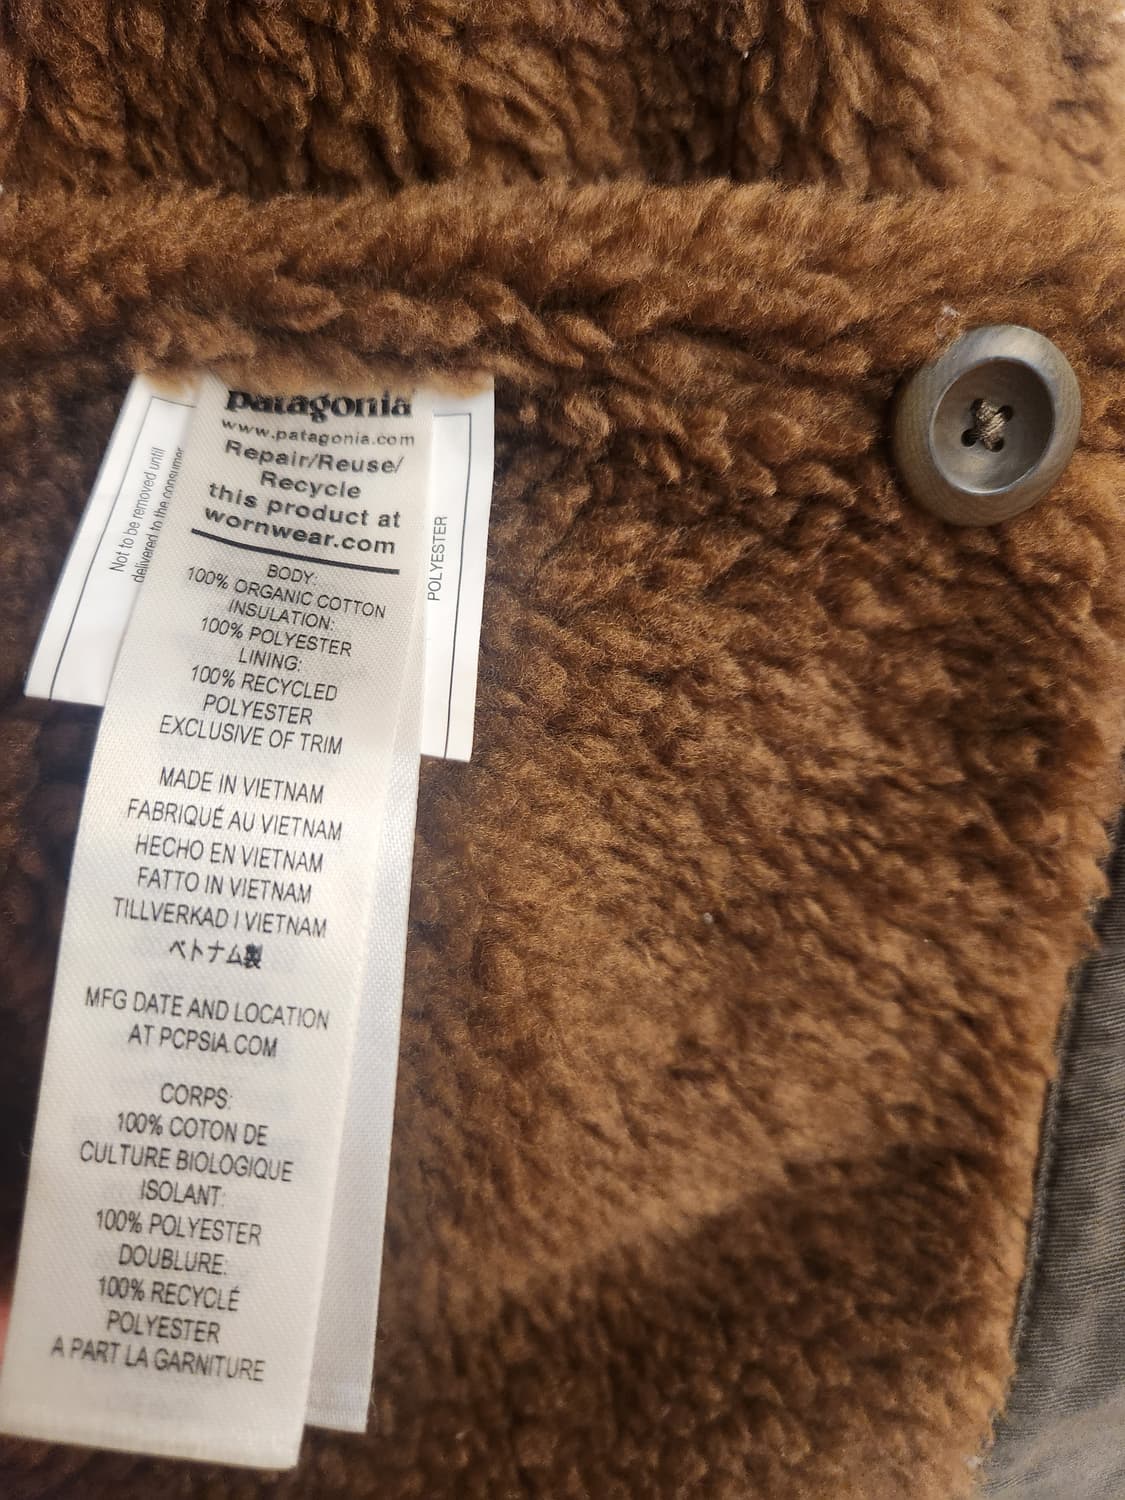 Not to be removed until
delivered to the consumer
patagonia
www.patagonia.com
Repair/Reuse/
Recycle
this product at
wornwear.com
BODY:
100% ORGANIC COTTON
INSULATION:
100% POLYESTER
LINING:
100% RECYCLED
POLYESTER
EXCLUSIVE OF TRIM
MADE IN VIETNAM
FABRIQUÉ AU VIETNAM
HECHO EN VIETNAM
FATTO IN VIETNAM
TILLVERKAD I VIETNAM
ベトナム製
MFG DATE AND LOCATION
AT PCPSIA.COM
CORPS:
100% COTON DE
CULTURE BIOLOGIQUE
ISOLANT:
100% POLYESTER
DOUBLURE:
100% RECYCLÉ
POLYESTER
A PART LA GARNITURE
POLYESTER